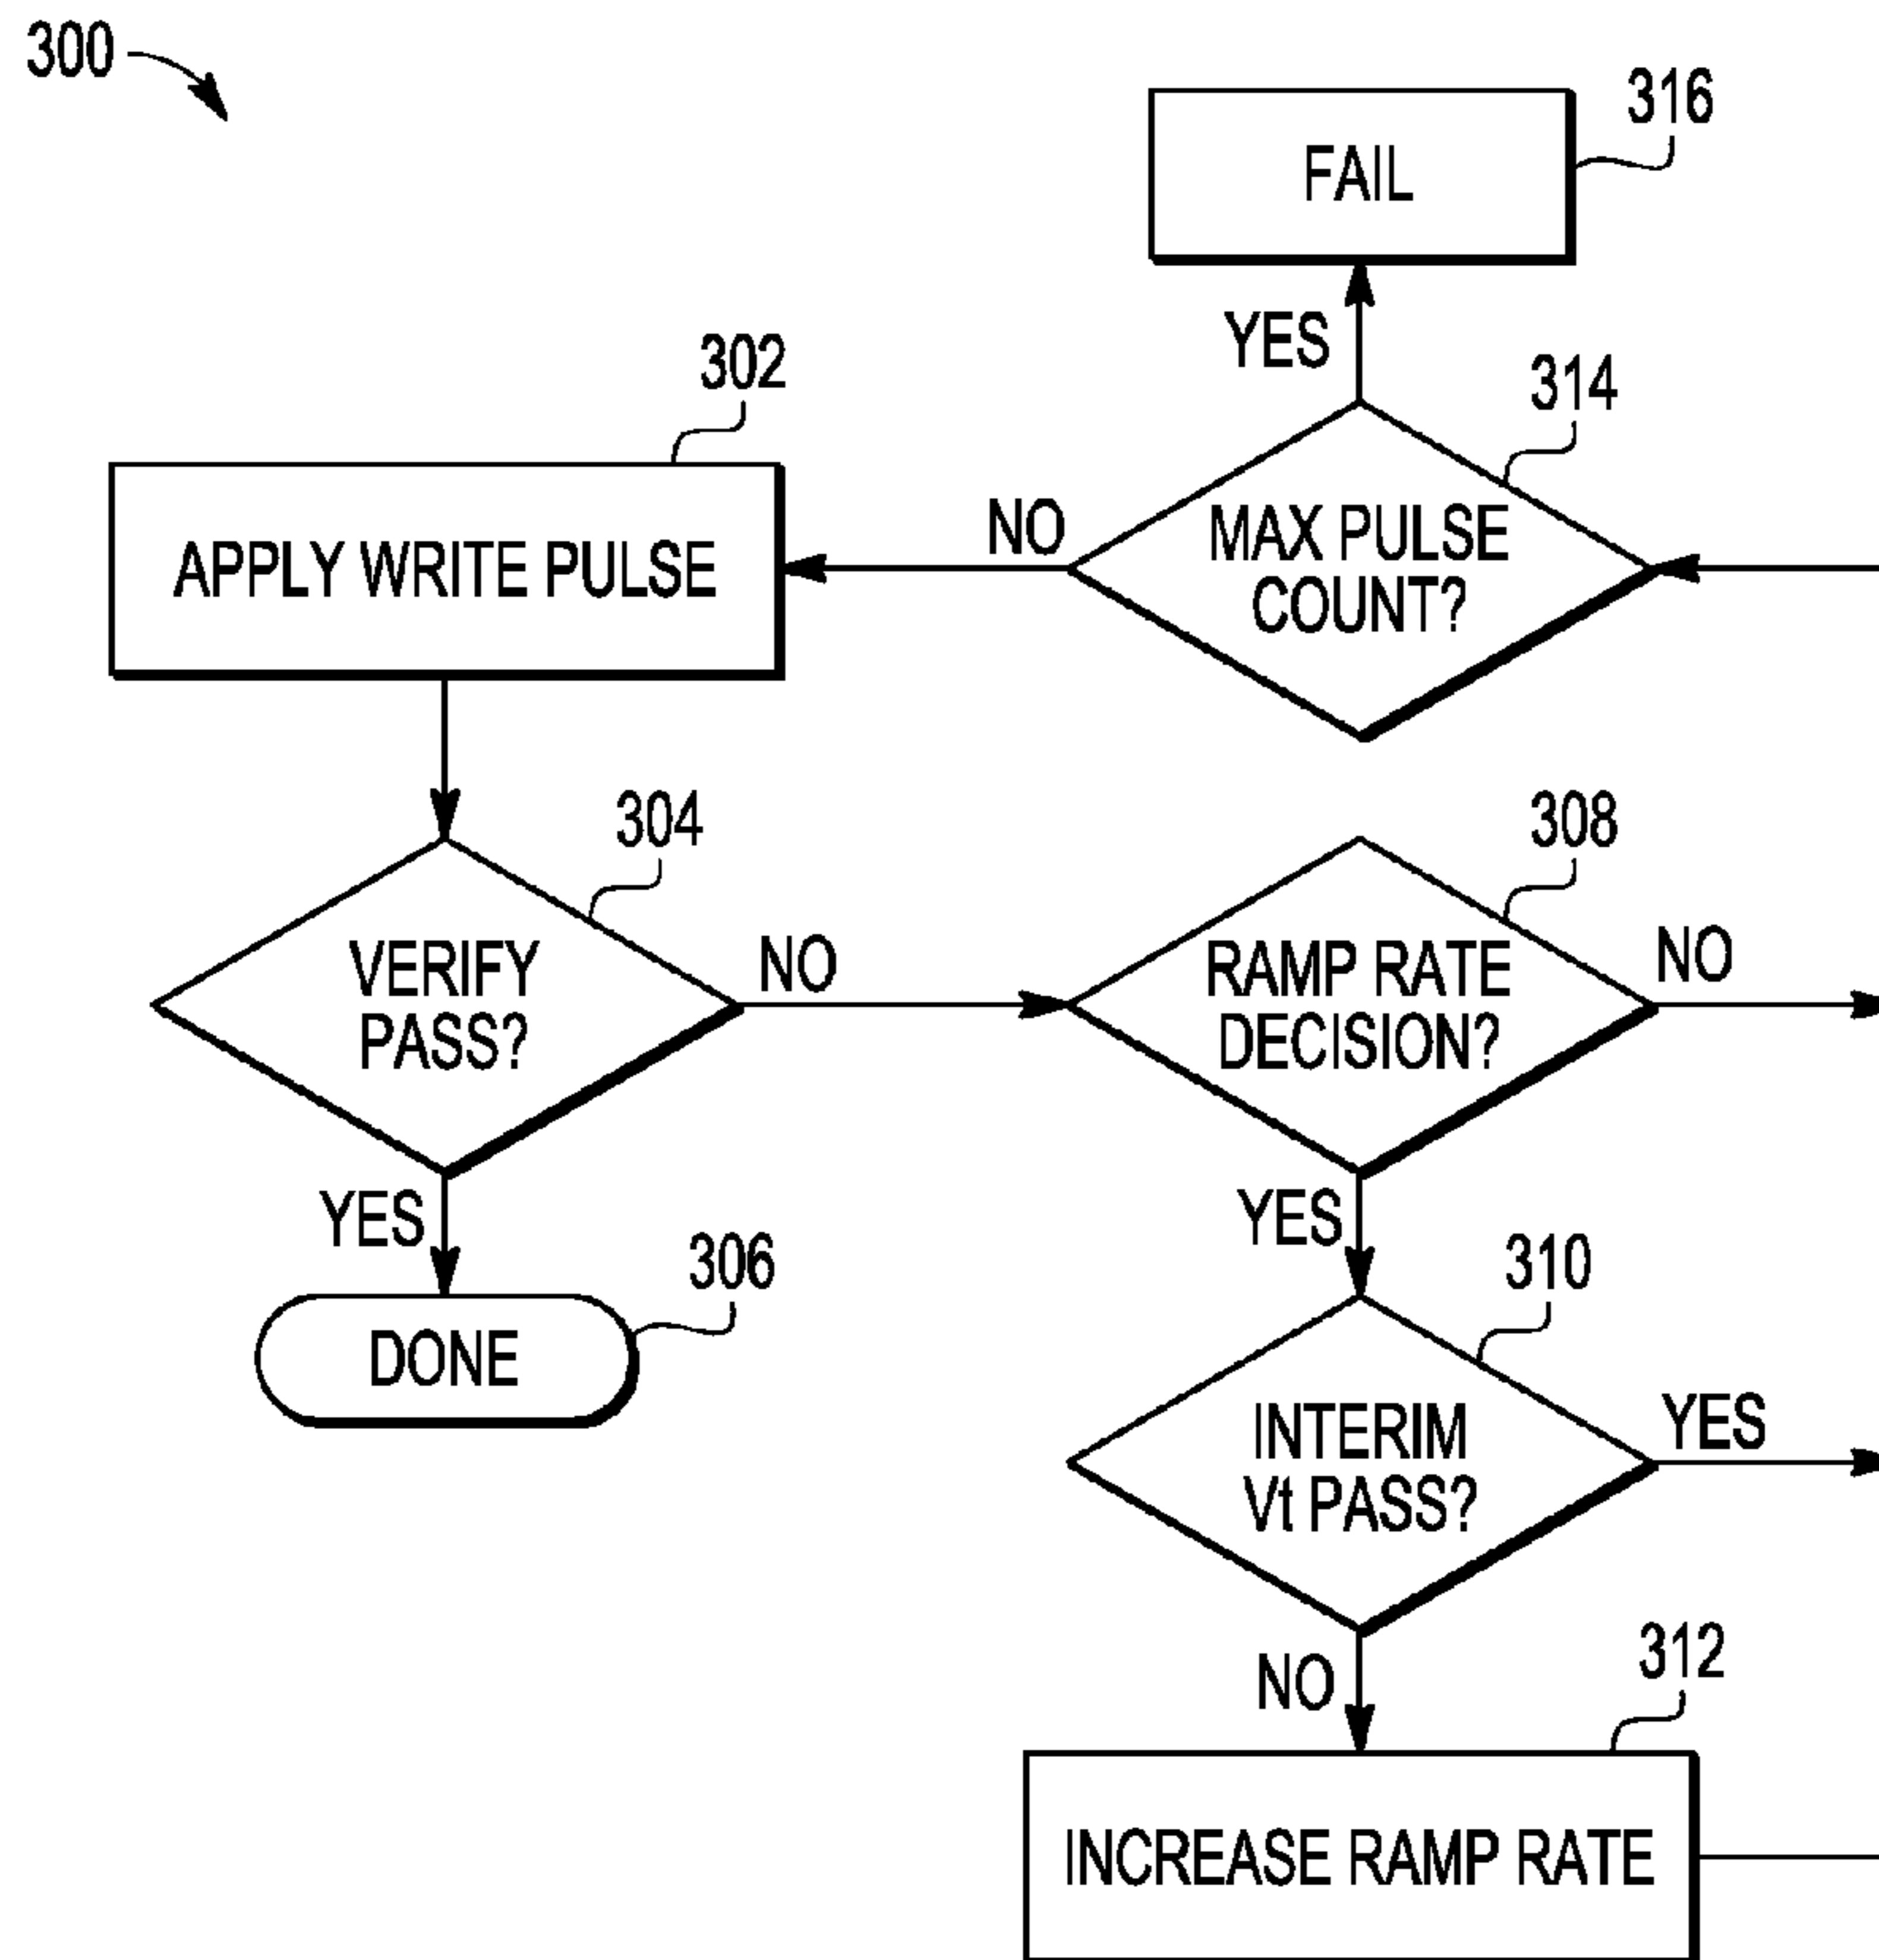 300
316
FAIL
YES
302
314
APPLY WRITE PULSE
NO
MAX PULSE
COUNT?
304
308
VERIFY
PASS?
NO
RAMP RATE
DECISION?
NO
YES
YES
306
310
DONE
INTERIM
Vt PASS?
YES
NO
312
INCREASE RAMP RATE